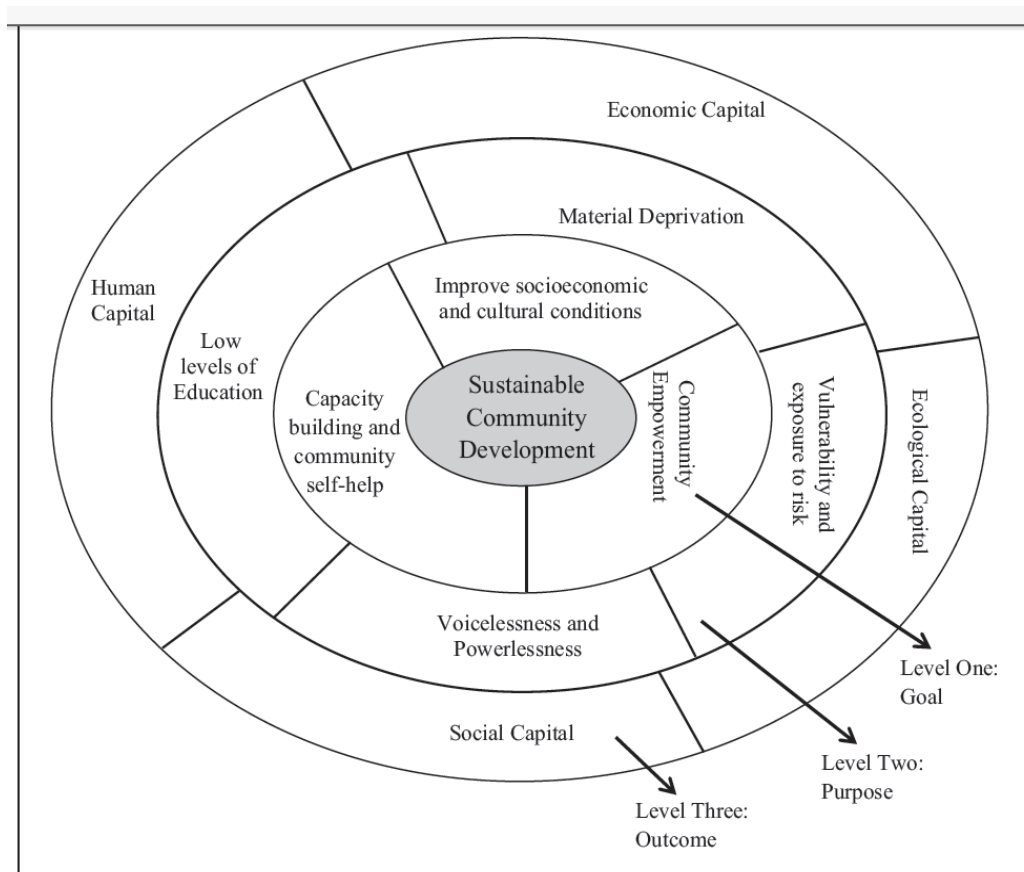 Economic Capital
Material Deprivation
Improve socioeconomic
and cultural conditions
Human
Capital
Low
levels of
Education
Capacity
building and
community
self-help
Sustainable
Community
Development
Community
Empowerment
Vulnerability and
exposure to risk
Ecological Capital
Voicelessness and
Powerlessness
Social Capital
Level One:
Goal
Level Two:
Purpose
Level Three:
Outcome